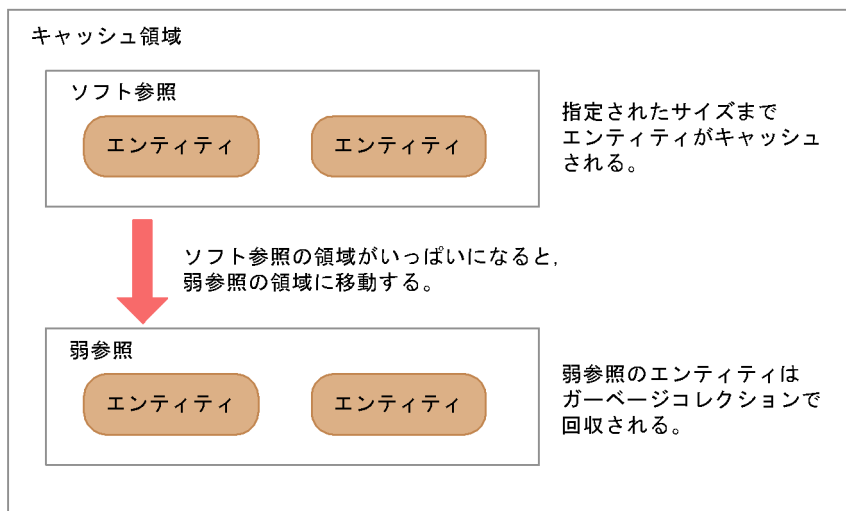 キャッシュ領域
ソフト参照
エンティティ
エンティティ
指定されたサイズまで
エンティティがキャッシュ
される。
ソフト参照の領域がいっぱいになると,
弱参照の領域に移動する。
弱参照
エンティティ
エンティティ
弱参照のエンティティは
ガーベージコレクションで
回収される。